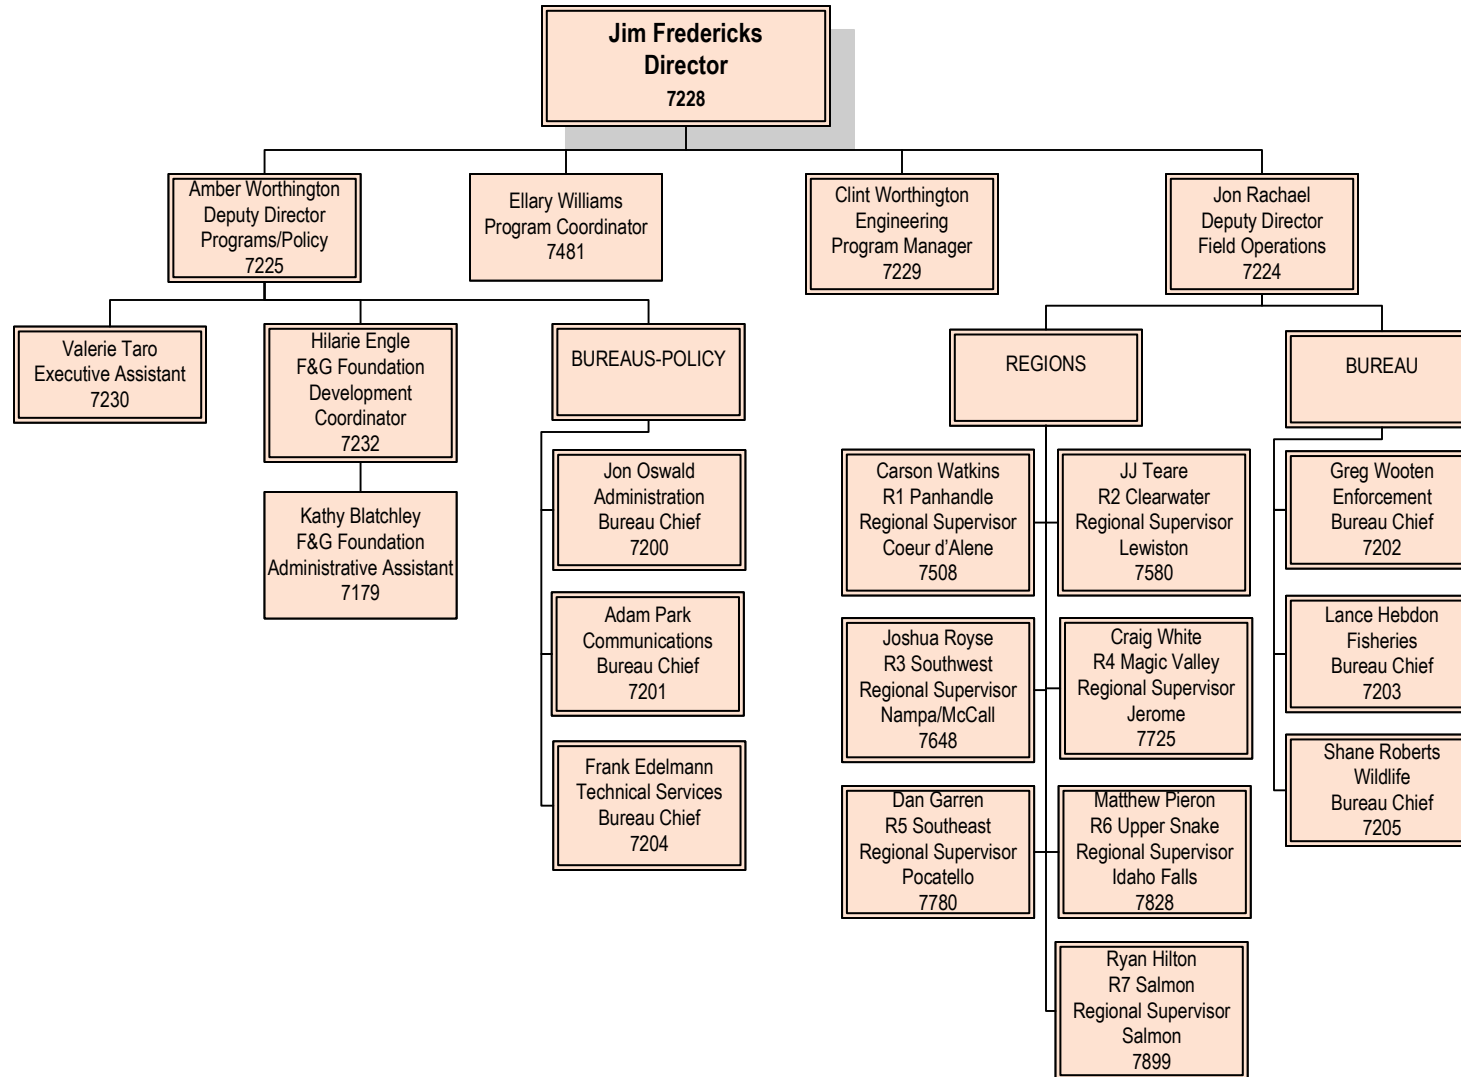 Jim Fredericks
Director
7228
Amber Worthington
Deputy Director
Programs/Policy
7225
Ellary Williams
Program Coordinator
7481
Clint Worthington
Engineering
Program Manager
7229
Jon Rachael
Deputy Director
Field Operations
7224
Valerie Taro
Executive Assistant
7230
Hilarie Engle
F&G Foundation
Development
Coordinator
7232
BUREAUS-POLICY
REGIONS
BUREAU
Kathy Blatchley
F&G Foundation
Administrative Assistant
7179
Jon Oswald
Administration
Bureau Chief
7200
Adam Park
Communications
Bureau Chief
7201
Frank Edelmann
Technical Services
Bureau Chief
7204
Carson Watkins
R1 Panhandle
Regional Supervisor
Coeur d’Alene
7508
JJ Teare
R2 Clearwater
Regional Supervisor
Lewiston
7580
Joshua Royse
R3 Southwest
Regional Supervisor
Nampa/McCall
7648
Craig White
R4 Magic Valley
Regional Supervisor
Jerome
7725
Dan Garren
R5 Southeast
Regional Supervisor
Pocatello
7780
Matthew Pieron
R6 Upper Snake
Regional Supervisor
Idaho Falls
7828
Ryan Hilton
R7 Salmon
Regional Supervisor
Salmon
7899
Greg Wooten
Enforcement
Bureau Chief
7202
Lance Hebdon
Fisheries
Bureau Chief
7203
Shane Roberts
Wildlife
Bureau Chief
7205